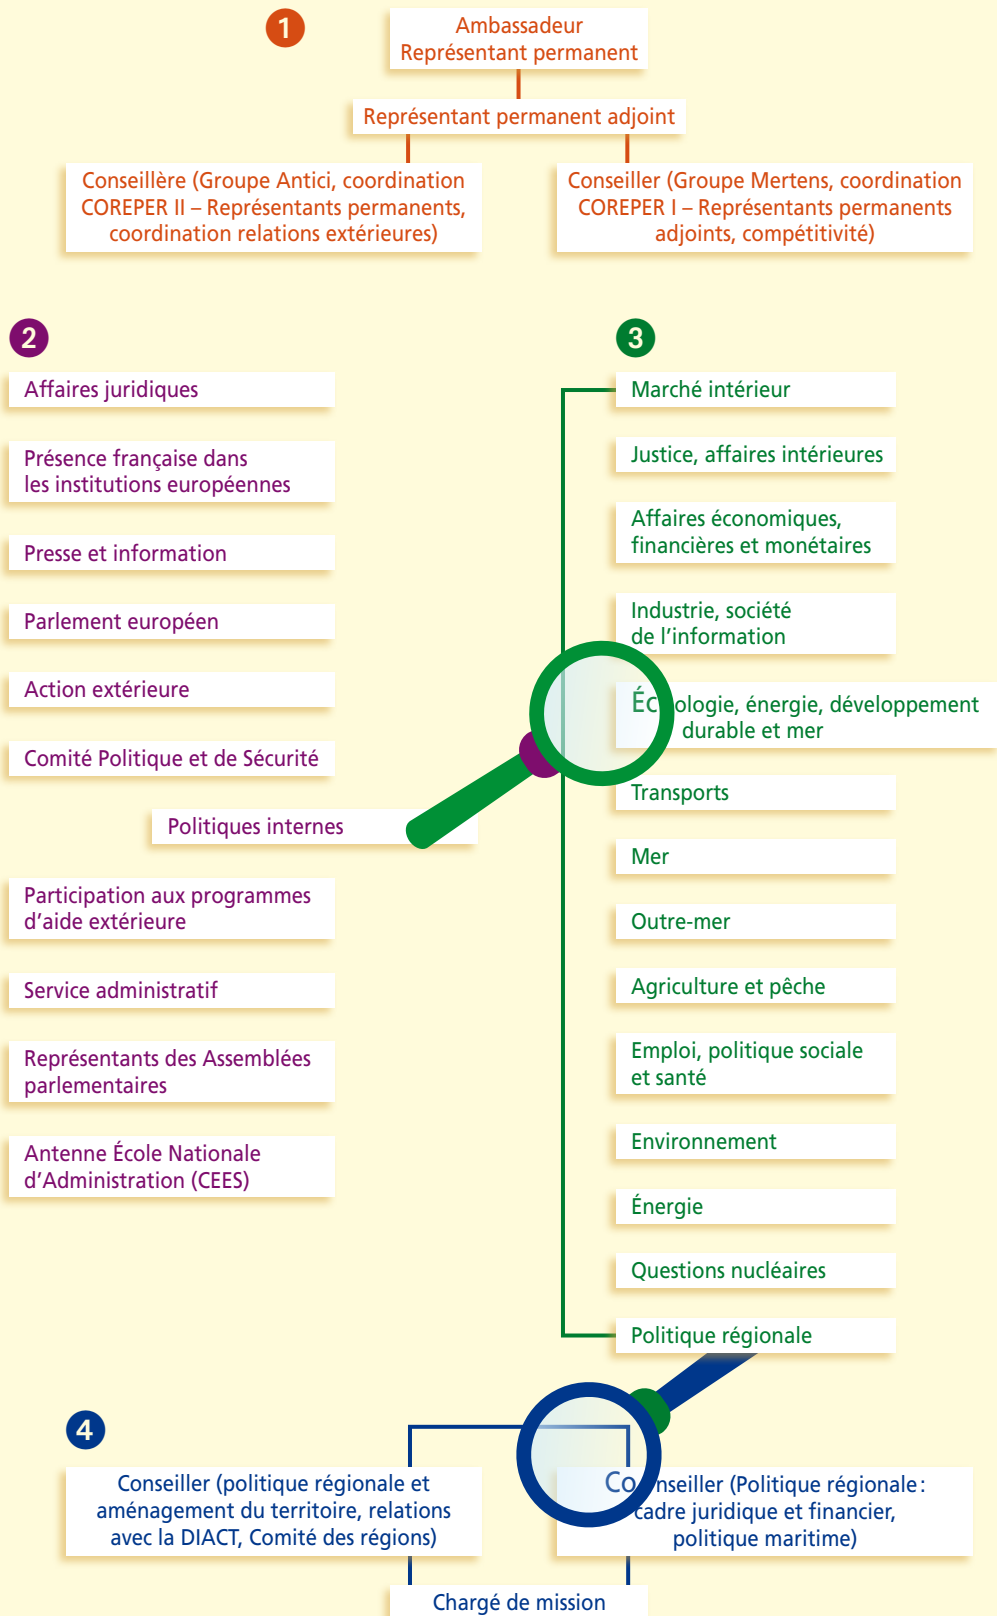 1
Ambassadeur
Représentant permanent
Représentant permanent adjoint
Conseillère (Groupe Antici, coordination
COREPER II – Représentants permanents,
coordination relations extérieures)
Conseiller (Groupe Mertens, coordination
COREPER I – Représentants permanents
adjoints, compétitivité)
2
Affaires juridiques
Présence française dans
les institutions européennes
Presse et information
Parlement européen
Action extérieure
Comité Politique et de Sécurité
Politiques internes
Participation aux programmes
d’aide extérieure
Service administratif
Représentants des Assemblées
parlementaires
Antenne École Nationale
d’Administration (CEES)
3
Marché intérieur
Justice, affaires intérieures
Affaires économiques,
financières et monétaires
Industrie, société
de l’information
Écologie, énergie, développement
durable et mer
Transports
Mer
Outre-mer
Agriculture et pêche
Emploi, politique sociale
et santé
Environnement
Énergie
Questions nucléaires
Politique régionale
4
Conseiller (politique régionale et
aménagement du territoire, relations
avec la DIACT, Comité des régions)
Conseiller (Politique régionale :
cadre juridique et financier,
politique maritime)
Chargé de mission